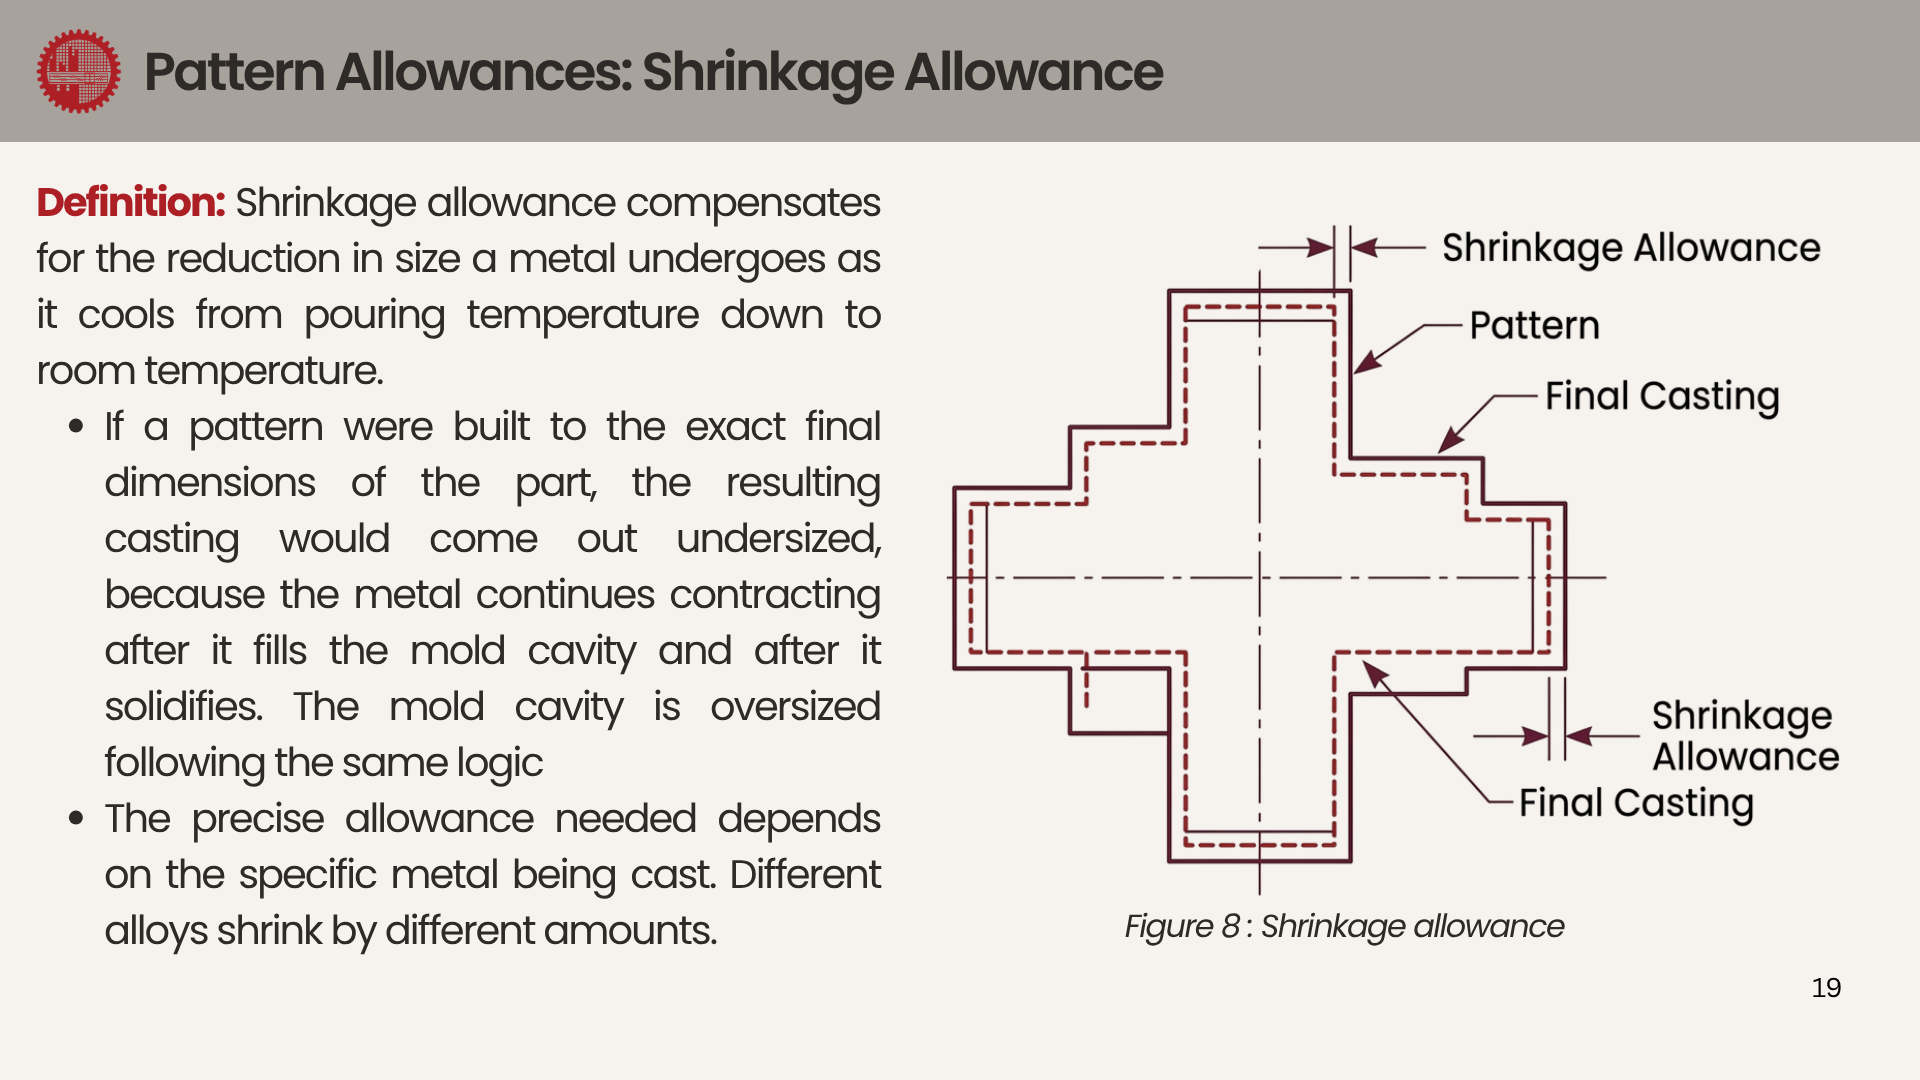 Pattern Allowances: Shrinkage Allowance
Definition: Shrinkage allowance compensates
for the reduction in size a metal undergoes as
it cools from pouring temperature down to
room temperature.
• If a pattern were built to the exact final
dimensions of the part, the resulting
casting would come out undersized,
because the metal continues contracting
after it fills the mold cavity and after it
solidifies. The mold cavity is oversized
following the same logic
• The precise allowance needed depends
on the specific metal being cast. Different
alloys shrink by different amounts.
Shrinkage Allowance
Pattern
Final Casting
Shrinkage
Allowance
Final Casting
Figure 8 : Shrinkage allowance
19